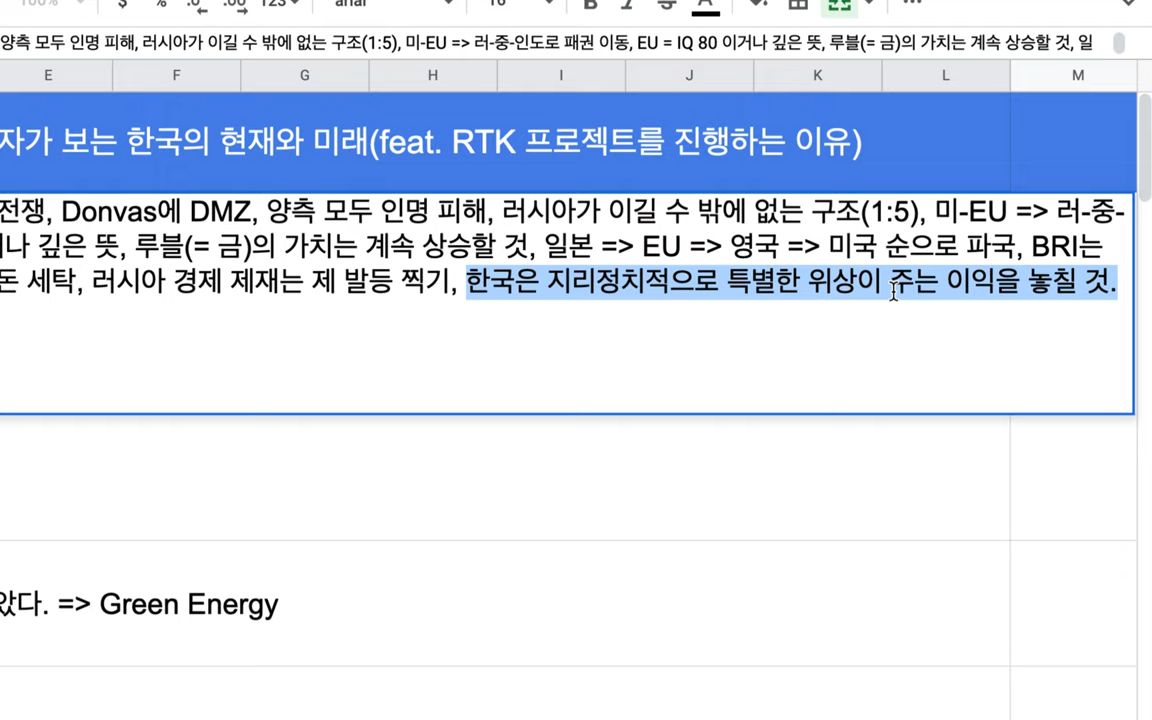 100%
$ % .0 .00 123
arial
16
B I S A
양측 모두 인명 피해, 러시아가 이길 수 밖에 없는 구조(1:5), 미-EU => 러-중-인도로 패권 이동, EU = IQ 80 이거나 깊은 뜻, 루블(= 금)의 가치는 계속 상승할 것, 일
E F G H I J K L M
자가 보는 한국의 현재와 미래(feat. RTK 프로젝트를 진행하는 이유)
전쟁, Donvas에 DMZ, 양측 모두 인명 피해, 러시아가 이길 수 밖에 없는 구조(1:5), 미-EU => 러-중-
거나 깊은 뜻, 루블(= 금)의 가치는 계속 상승할 것, 일본 => EU => 영국 => 미국 순으로 파국, BRI는
돈 세탁, 러시아 경제 제재는 제 발등 찍기, 한국은 지리정치적으로 특별한 위상이 주는 이익을 놓칠 것.
았다. => Green Energy